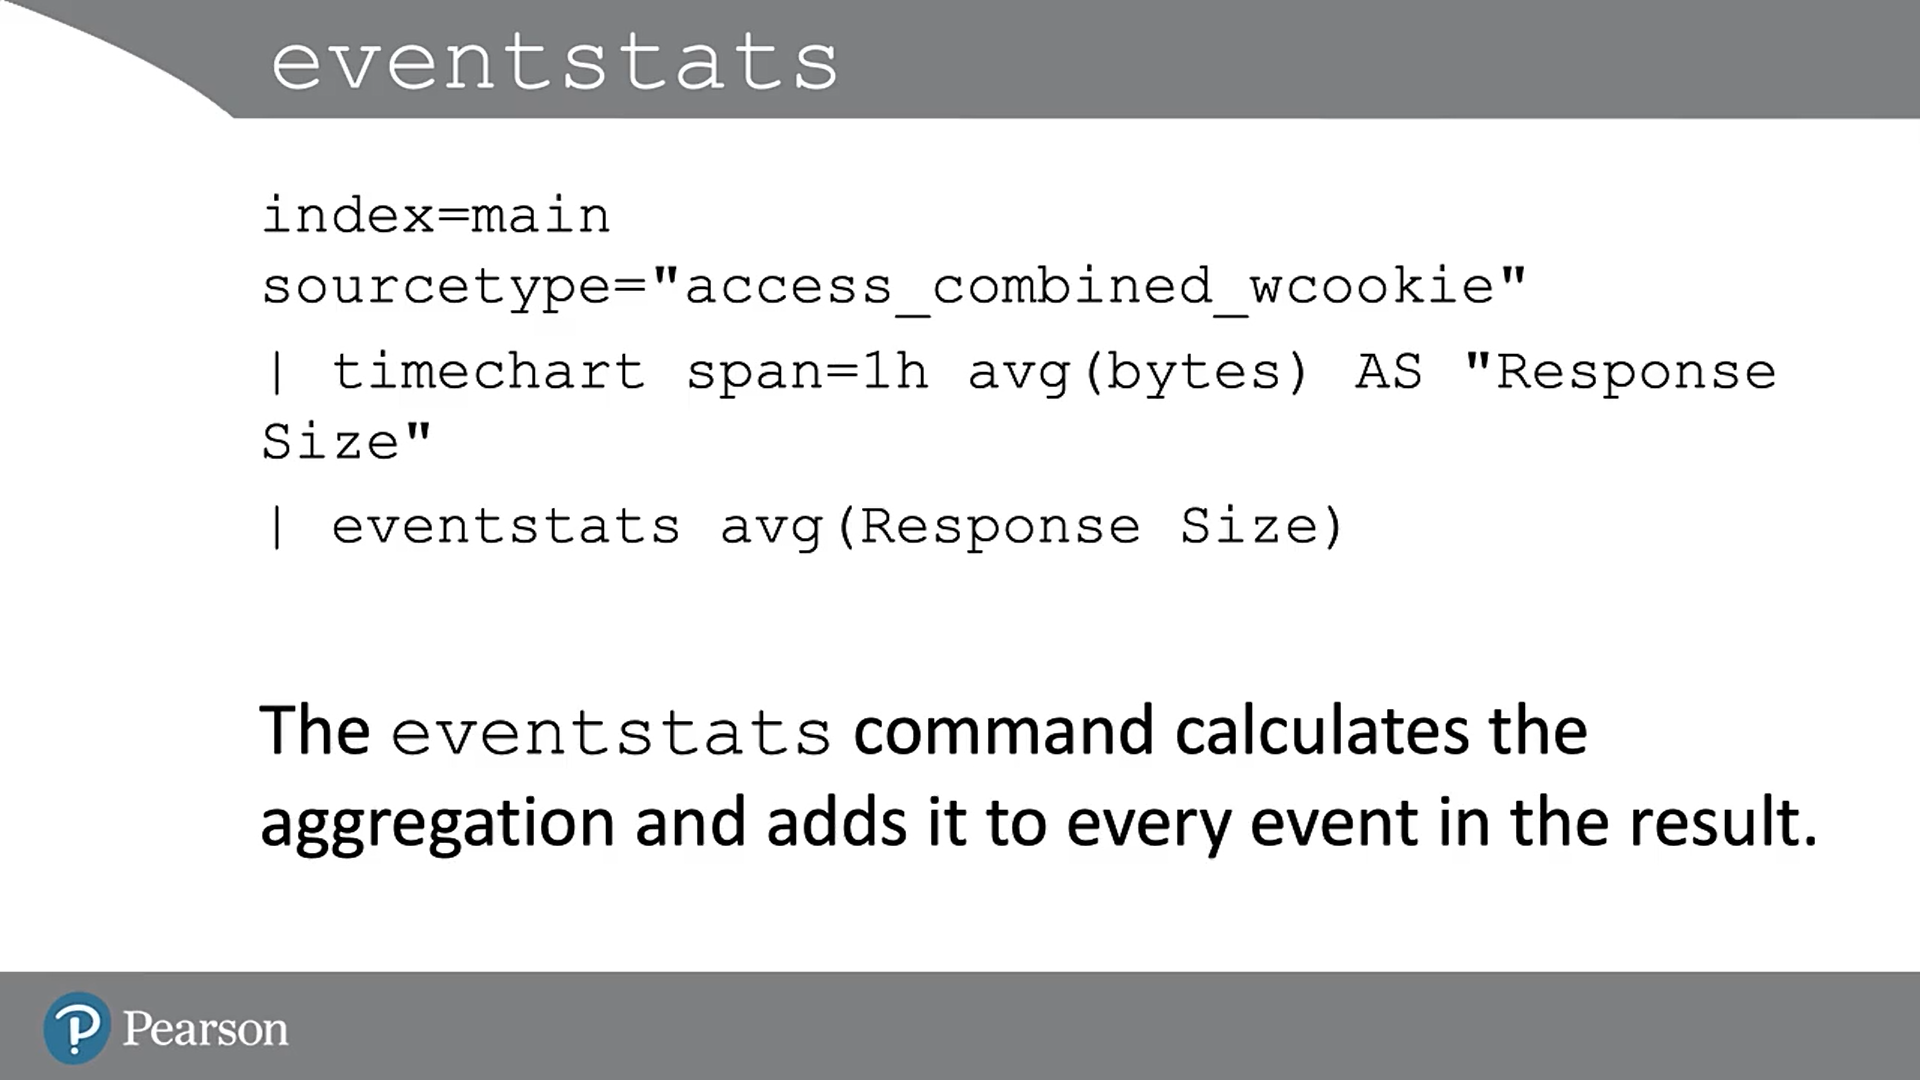 eventstats
index=main
sourcetype="access_combined_wcookie"
| timechart span=1h avg(bytes) AS "Response
Size"
| eventstats avg(Response Size)
The eventstats command calculates the
aggregation and adds it to every event in the result.
Pearson